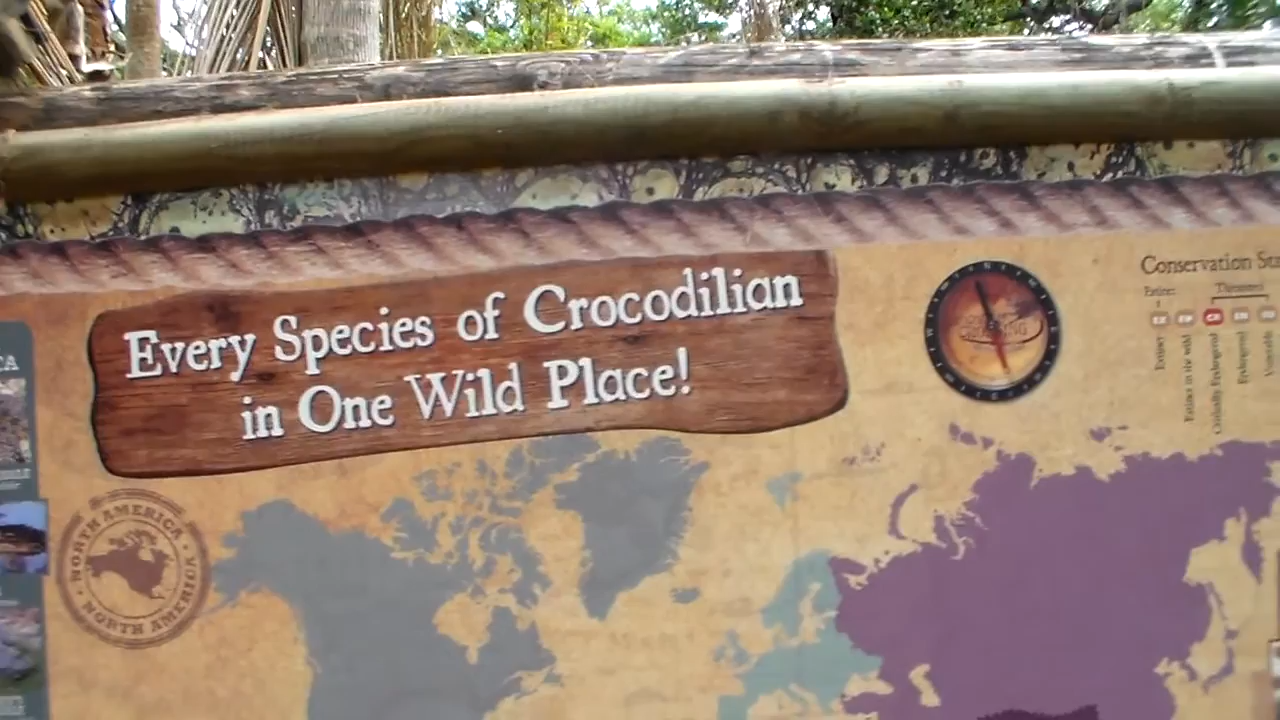 Every Species of Crocodilian
in One Wild Place!
Conservation
Extinct:
Threatened
EX EW CR EN VU
Extinct
Extinct in the wild
Critically Endangered
Endangered
Vulnerable
NORTH AMERICA
NORTH AMERICA